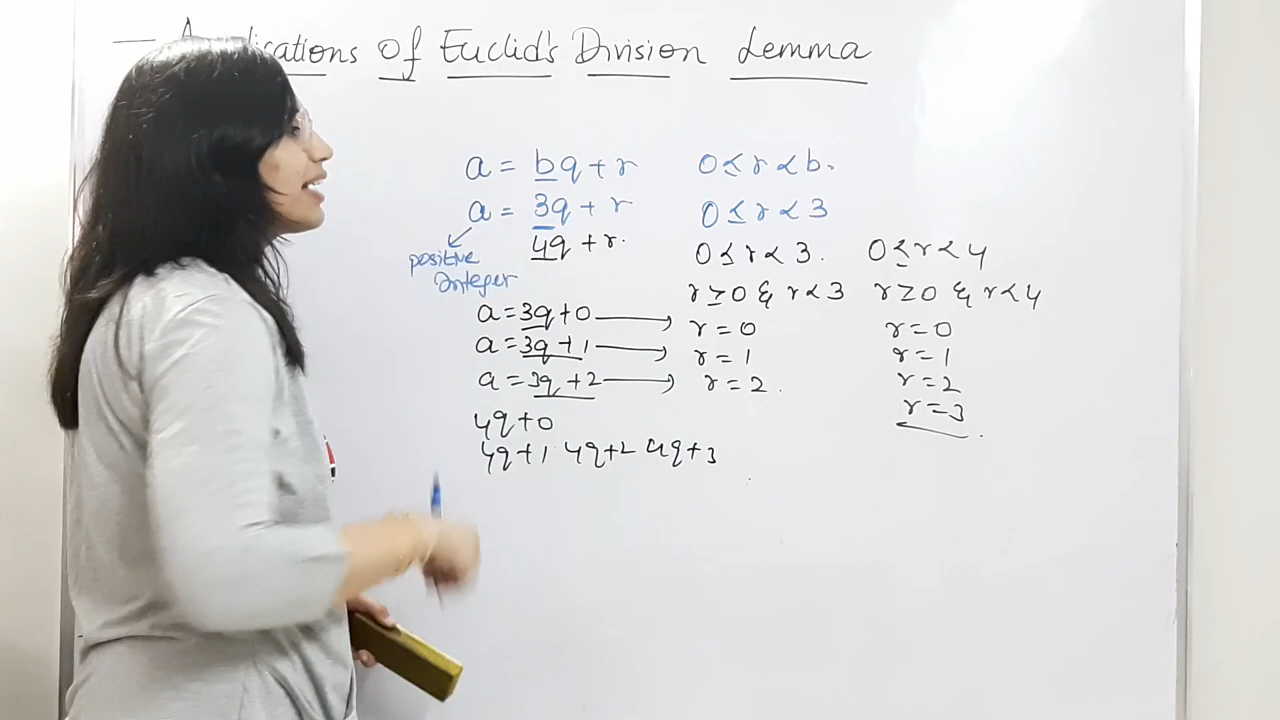 — Applications Of Euclid's Division Lemma
a = bq + r 0 ≤ r < b.
a = 3q + r 0 ≤ r < 3
4q + r. 0 ≤ r < 3. 0 ≤ r < 4
positive
Integer
r ≥ 0 & r < 3 r ≥ 0 & r < 4
a = 3q + 0 ⟶ r = 0 r = 0
a = 3q + 1 ⟶ r = 1 r = 1
a = 3q + 2 ⟶ r = 2. r = 2
4q + 0 r = 3
4q + 1 4q + 2 4q + 3